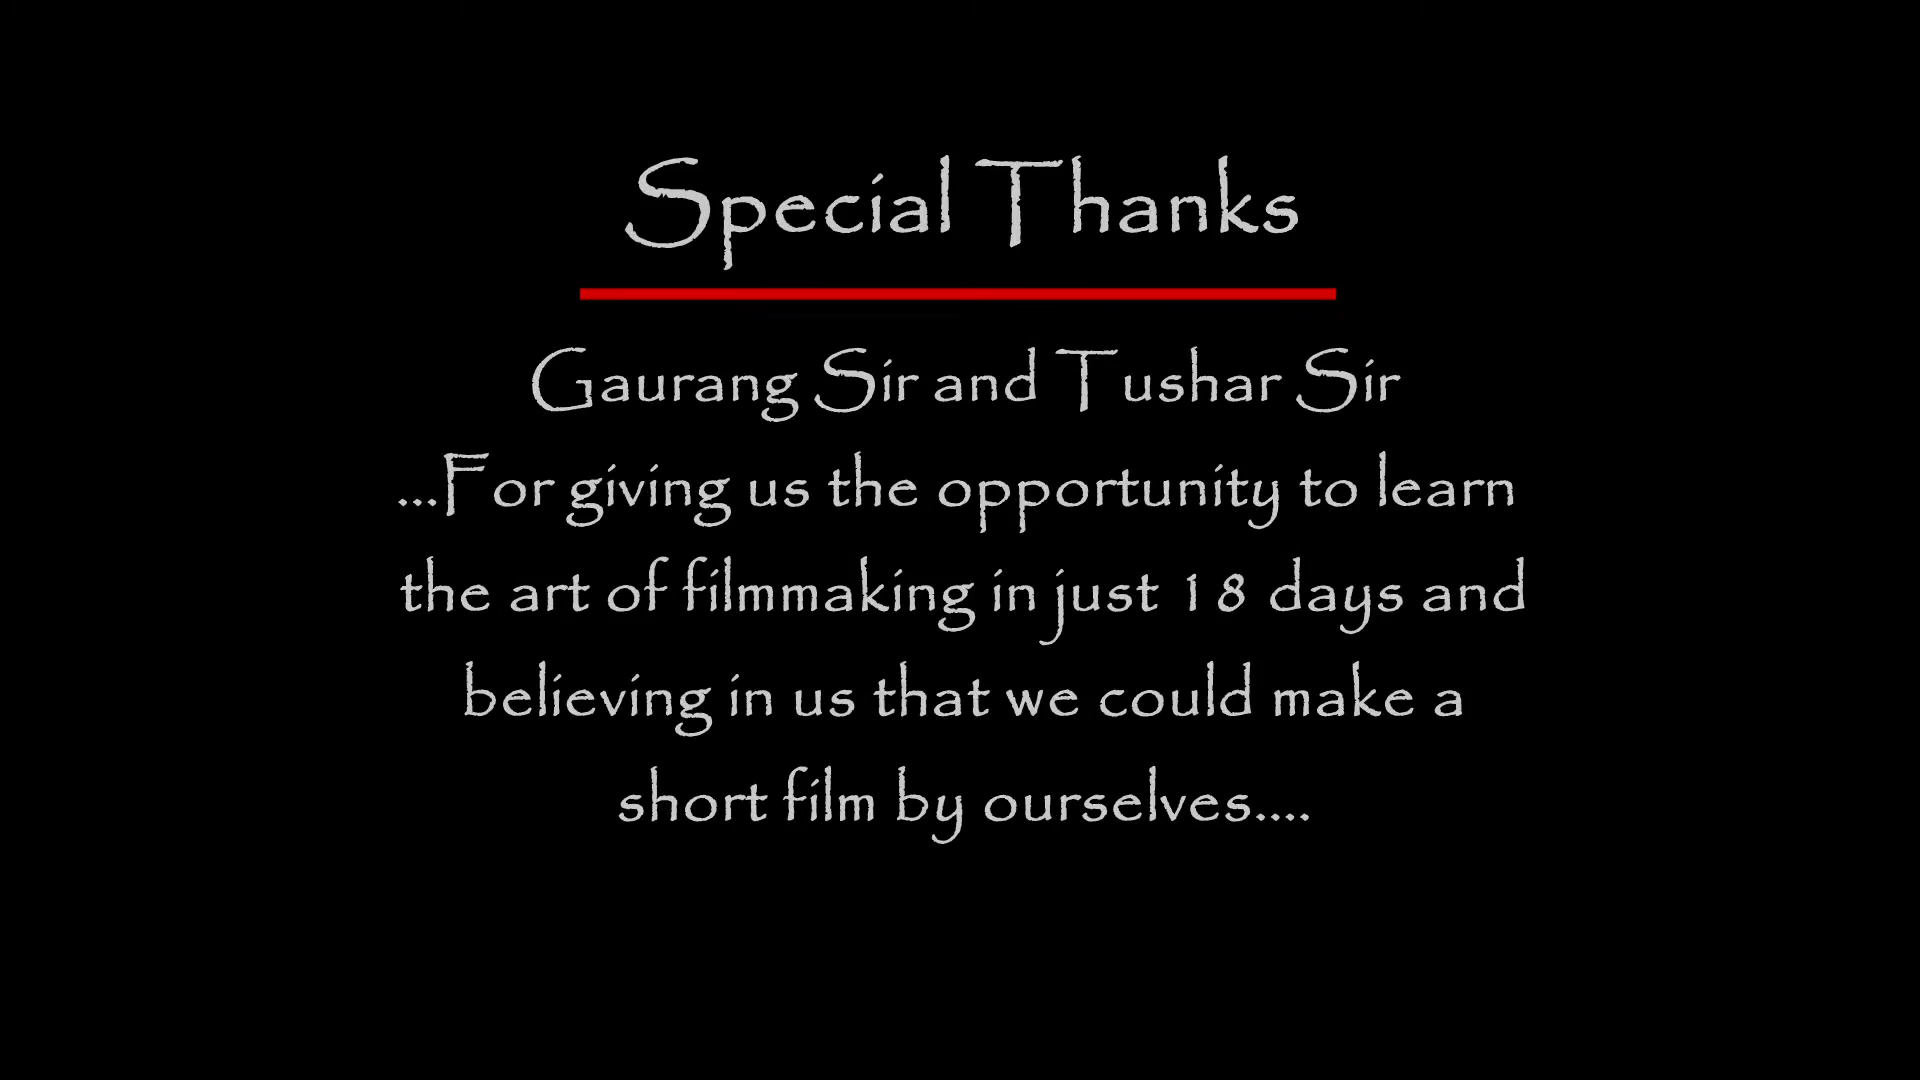 Special Thanks
Gaurang Sir and Tushar Sir
...For giving us the opportunity to learn
the art of filmmaking in just 18 days and
believing in us that we could make a
short film by ourselves....